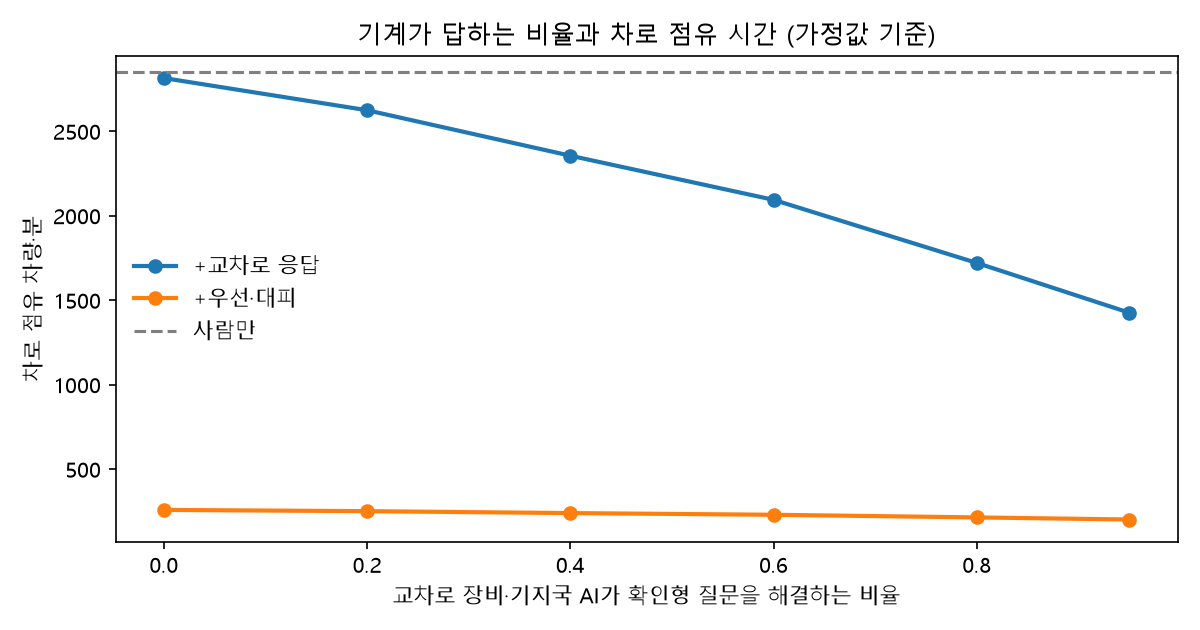 기계가 답하는 비율과 차로 점유 시간 (가정값 기준)
차로 점유 차량·분
2500
2000
1500
1000
500
+교차로 응답
+우선·대피
사람만
0.0 0.2 0.4 0.6 0.8
교차로 장비·기지국 AI가 확인형 질문을 해결하는 비율